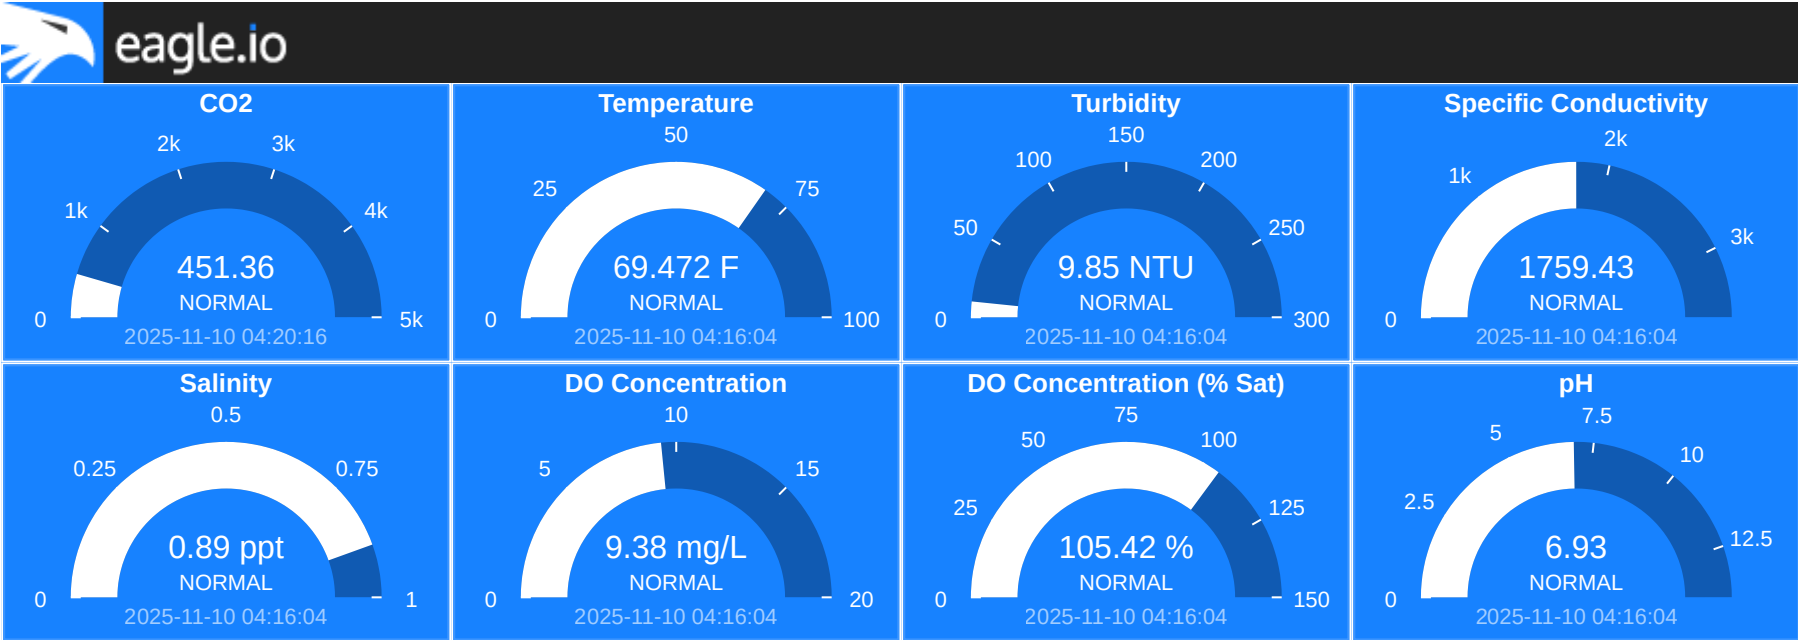 eagle.io
CO2
2k 3k
1k 4k
451.36
NORMAL
0 5k
2025-11-10 04:20:16
Temperature
50
25 75
69.472 F
NORMAL
0 100
2025-11-10 04:16:04
Turbidity
150
100 200
50 250
9.85 NTU
NORMAL
0 300
2025-11-10 04:16:04
Specific Conductivity
2k
1k
3k
1759.43
NORMAL
0
2025-11-10 04:16:04
Salinity
0.5
0.25 0.75
0.89 ppt
NORMAL
0 1
2025-11-10 04:16:04
DO Concentration
10
5 15
9.38 mg/L
NORMAL
0 20
2025-11-10 04:16:04
DO Concentration (% Sat)
75
50 100
25 125
105.42 %
NORMAL
0 150
2025-11-10 04:16:04
pH
7.5
5
10
2.5
12.5
6.93
NORMAL
0
2025-11-10 04:16:04